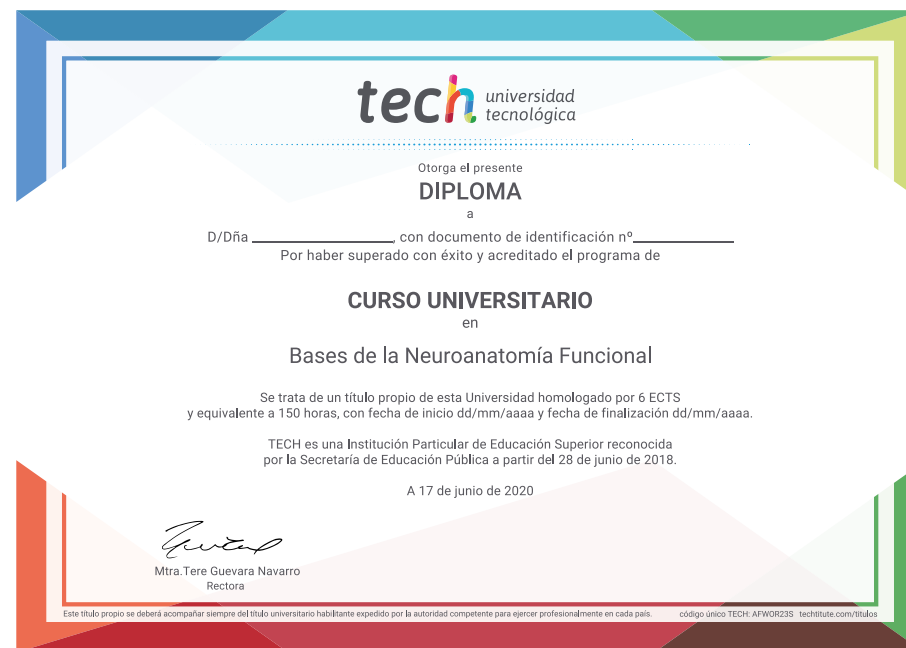 tech universidad
tecnológica
Otorga el presente
DIPLOMA
a
D/Dña ____________________, con documento de identificación nº______________
Por haber superado con éxito y acreditado el programa de
CURSO UNIVERSITARIO
en
Bases de la Neuroanatomía Funcional
Se trata de un título propio de esta Universidad homologado por 6 ECTS
y equivalente a 150 horas, con fecha de inicio dd/mm/aaaa y fecha de finalización dd/mm/aaaa.
TECH es una Institución Particular de Educación Superior reconocida
por la Secretaría de Educación Pública a partir del 28 de junio de 2018.
A 17 de junio de 2020
Mtra.Tere Guevara Navarro
Rectora
Este título propio se deberá acompañar siempre del título universitario habilitante expedido por la autoridad competente para ejercer profesionalmente en cada país. código único TECH: AFWOR23S techtitute.com/títulos